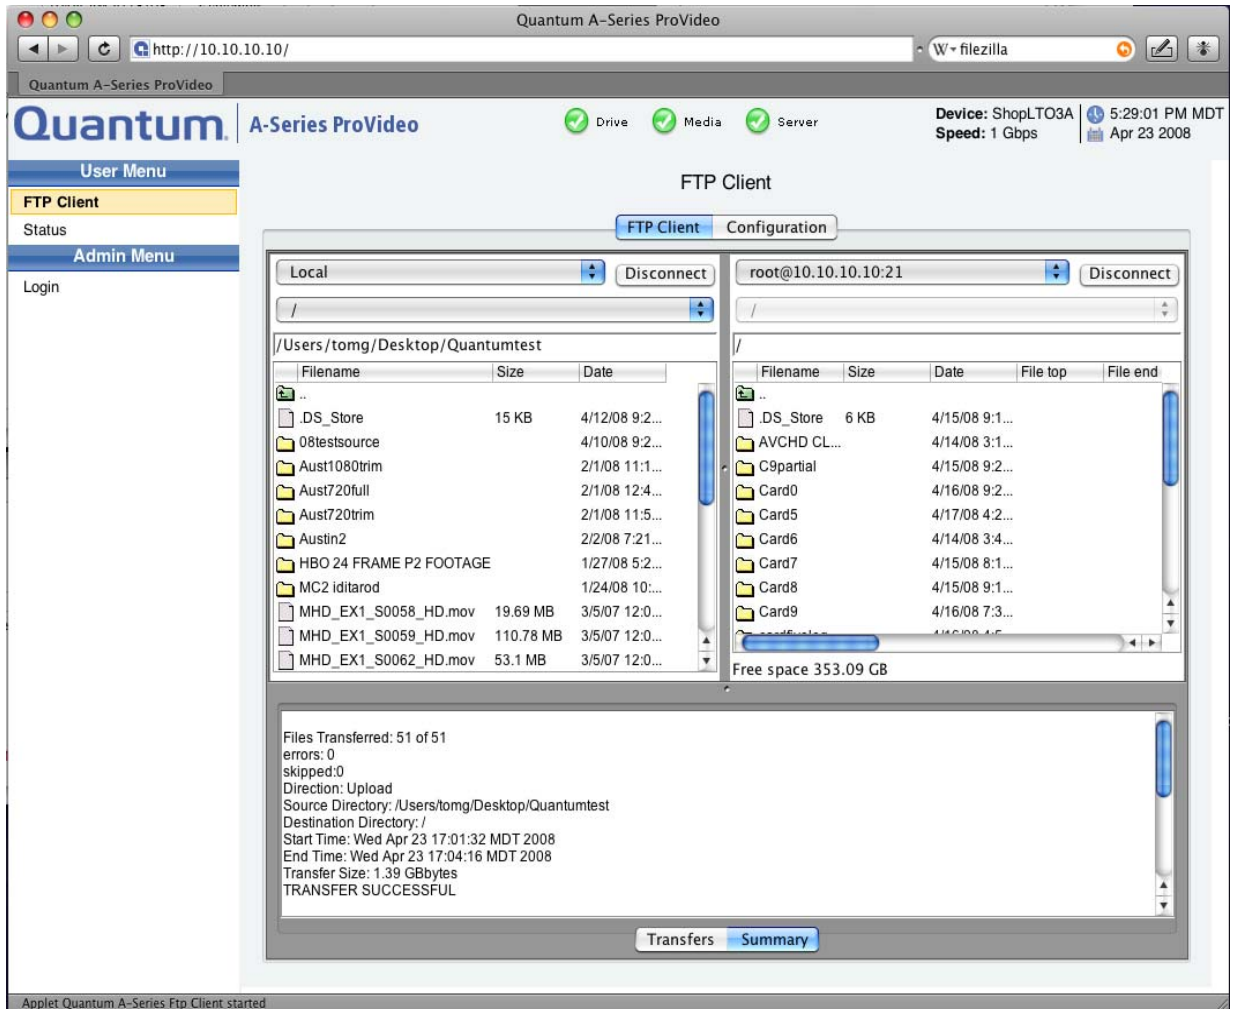 Quantum A-Series ProVideo
http://10.10.10.10/
W filezilla
Quantum A-Series ProVideo
Quantum.
A-Series ProVideo
Drive Media Server
Device: ShopLTO3A
Speed: 1 Gbps
5:29:01 PM MDT
Apr 23 2008
User Menu
FTP Client
Status
Admin Menu
Login
FTP Client
FTP Client Configuration
Local Disconnect
/
/Users/tomg/Desktop/Quantumtest
Filename Size Date
..
.DS_Store 15 KB 4/12/08 9:2...
08testsource 4/10/08 9:2...
Aust1080trim 2/1/08 11:1...
Aust720full 2/1/08 12:4...
Aust720trim 2/1/08 11:5...
Austin2 2/2/08 7:21...
HBO 24 FRAME P2 FOOTAGE 1/27/08 5:2...
MC2 iditarod 1/24/08 10:...
MHD_EX1_S0058_HD.mov 19.69 MB 3/5/07 12:0...
MHD_EX1_S0059_HD.mov 110.78 MB 3/5/07 12:0...
MHD_EX1_S0062_HD.mov 53.1 MB 3/5/07 12:0...
root@10.10.10.10:21 Disconnect
/
/
Filename Size Date File top File end
..
.DS_Store 6 KB 4/15/08 9:1...
AVCHD CL... 4/14/08 3:1...
C9partial 4/15/08 9:2...
Card0 4/16/08 9:2...
Card5 4/17/08 4:2...
Card6 4/14/08 3:4...
Card7 4/15/08 8:1...
Card8 4/15/08 9:1...
Card9 4/16/08 7:3...
Free space 353.09 GB
Files Transferred: 51 of 51
errors: 0
skipped:0
Direction: Upload
Source Directory: /Users/tomg/Desktop/Quantumtest
Destination Directory: /
Start Time: Wed Apr 23 17:01:32 MDT 2008
End Time: Wed Apr 23 17:04:16 MDT 2008
Transfer Size: 1.39 GBbytes
TRANSFER SUCCESSFUL
Transfers Summary
Applet Quantum A-Series Ftp Client started